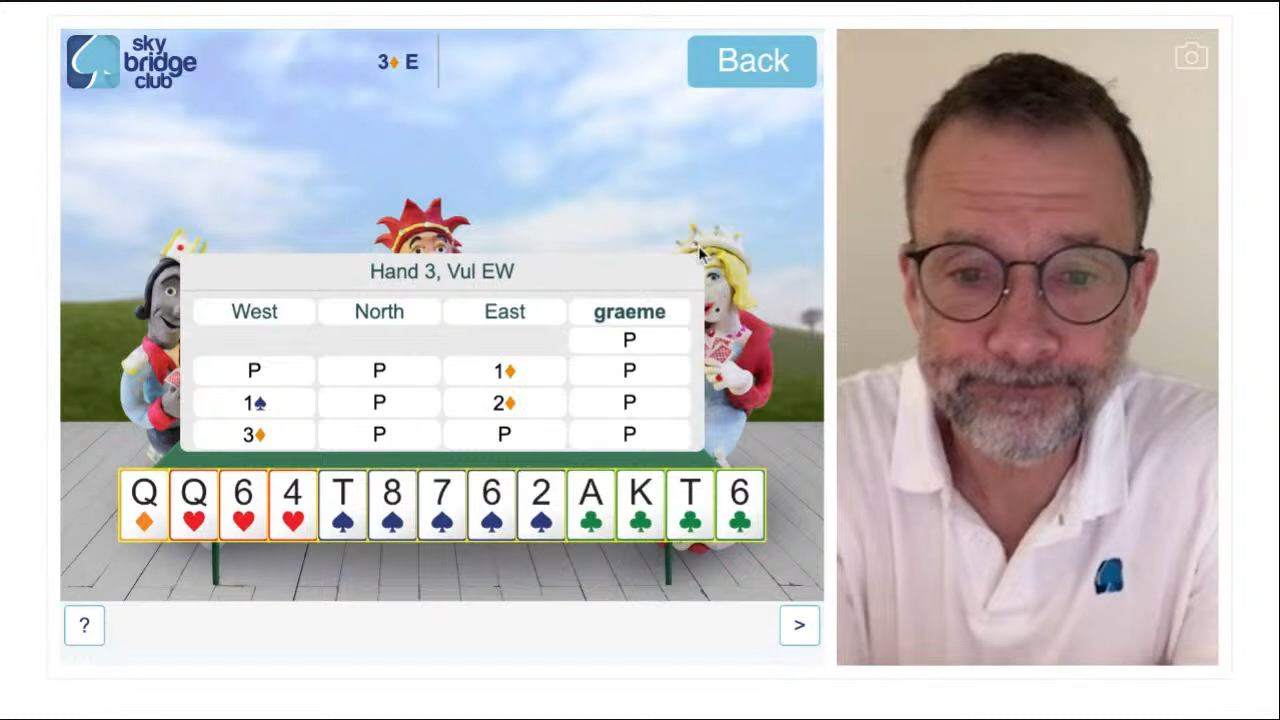 sky
bridge
club
3♦ E
Back
Hand 3, Vul EW
West North East graeme
P
P P 1♦ P
1♠ P 2♦ P
3♦ P P P
Q♦ Q♥ 6♥ 4♥ T♠ 8♠ 7♠ 6♠ 2♠ A♣ K♣ T♣ 6♣
? >